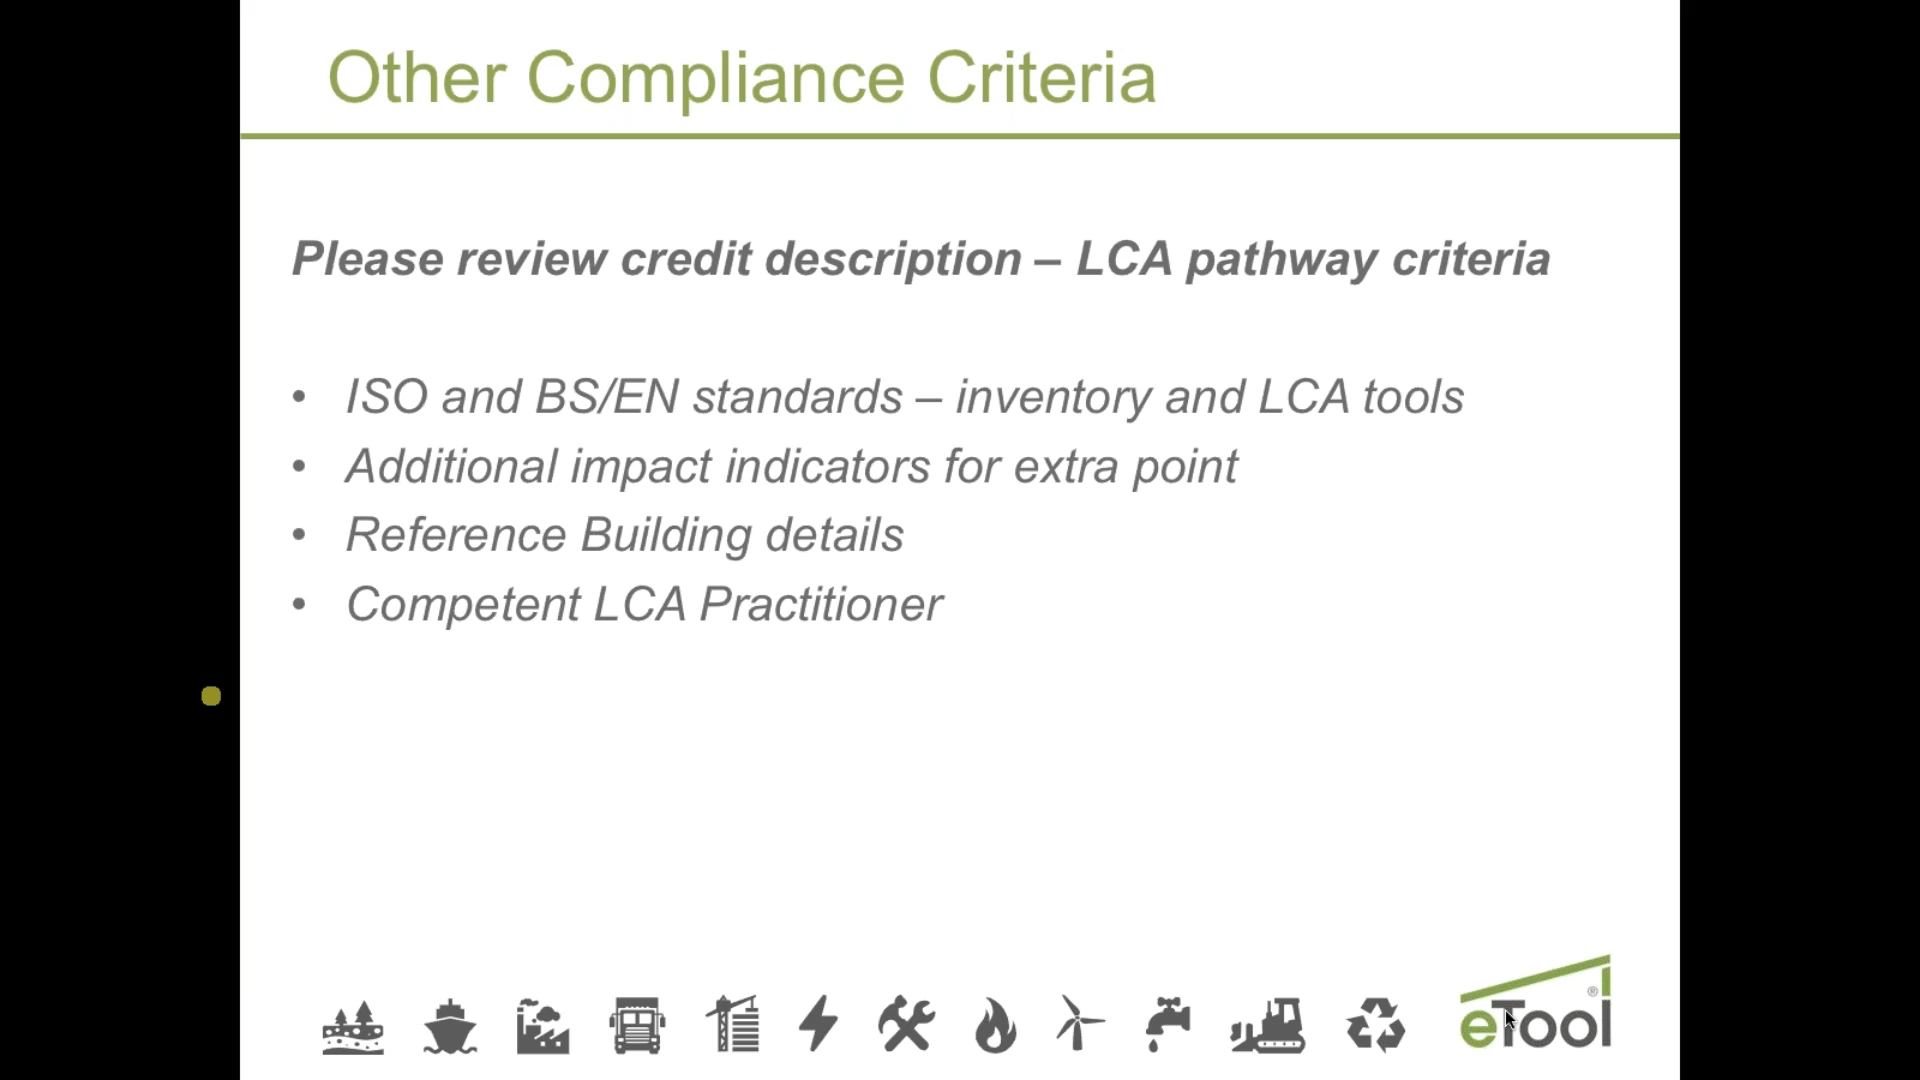 Other Compliance Criteria
Please review credit description – LCA pathway criteria
• ISO and BS/EN standards – inventory and LCA tools
• Additional impact indicators for extra point
• Reference Building details
• Competent LCA Practitioner
eTool®